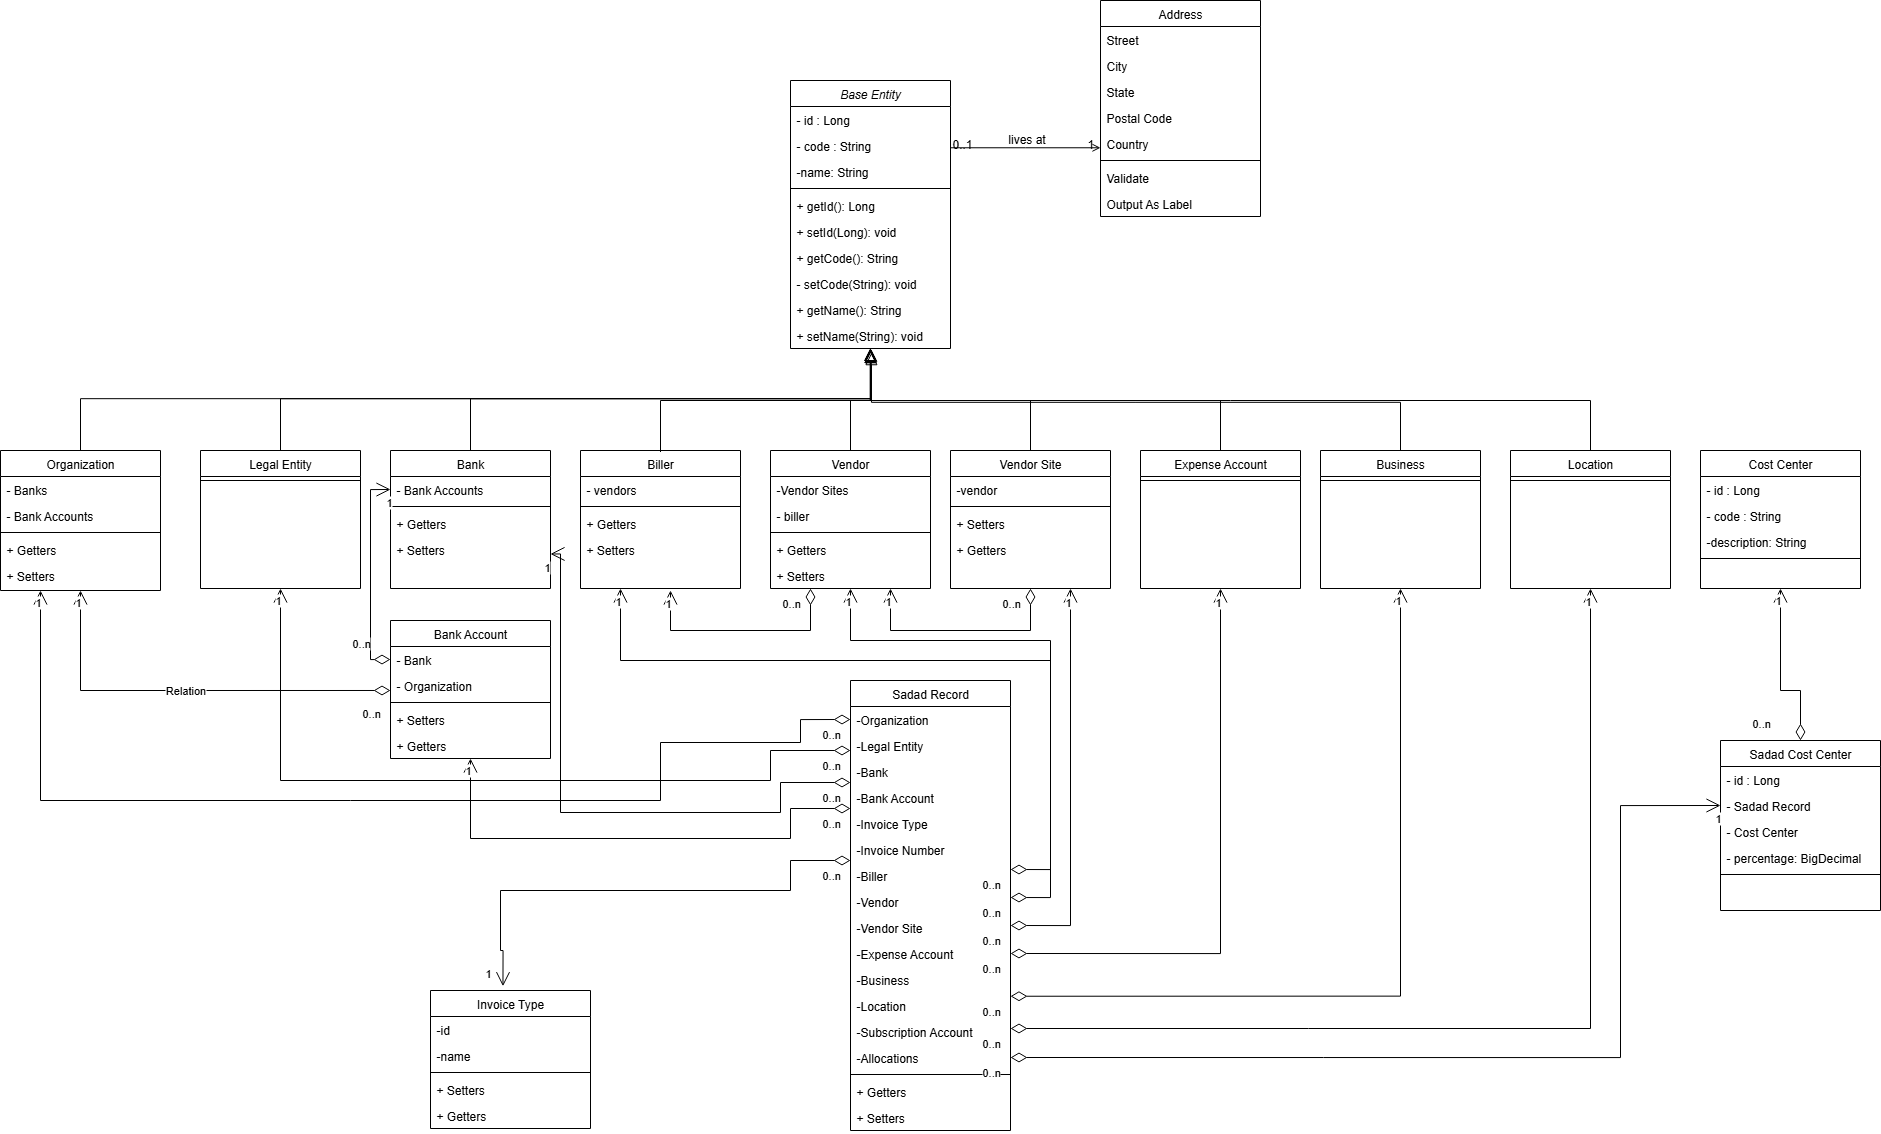 Address
Street
City
State
Postal Code
Country
Validate
Output As Label
Base Entity
- id : Long
- code : String
-name: String
+ getId(): Long
+ setId(Long): void
+ getCode(): String
- setCode(String): void
+ getName(): String
+ setName(String): void
0..1
lives at
1
Organization
- Banks
- Bank Accounts
+ Getters
+ Setters
1
1
Legal Entity
1
Bank
- Bank Accounts
+ Getters
+ Setters
1
1
Biller
- vendors
+ Getters
+ Setters
1
1
Vendor
-Vendor Sites
- biller
+ Getters
+ Setters
0..n
1
1
Vendor Site
-vendor
+ Setters
+ Getters
0..n
1
Expense Account
1
Business
1
Location
1
Cost Center
- id : Long
- code : String
-description: String
1
Bank Account
- Bank
- Organization
+ Setters
+ Getters
0..n
Relation
0..n
1
Sadad Record
-Organization
-Legal Entity
-Bank
-Bank Account
-Invoice Type
-Invoice Number
-Biller
-Vendor
-Vendor Site
-Expense Account
-Business
-Location
-Subscription Account
-Allocations
+ Getters
+ Setters
0..n
0..n
0..n
0..n
0..n
0..n
0..n
0..n
0..n
0..n
0..n
0..n
Sadad Cost Center
- id : Long
- Sadad Record
- Cost Center
- percentage: BigDecimal
0..n
1
Invoice Type
-id
-name
+ Setters
+ Getters
1